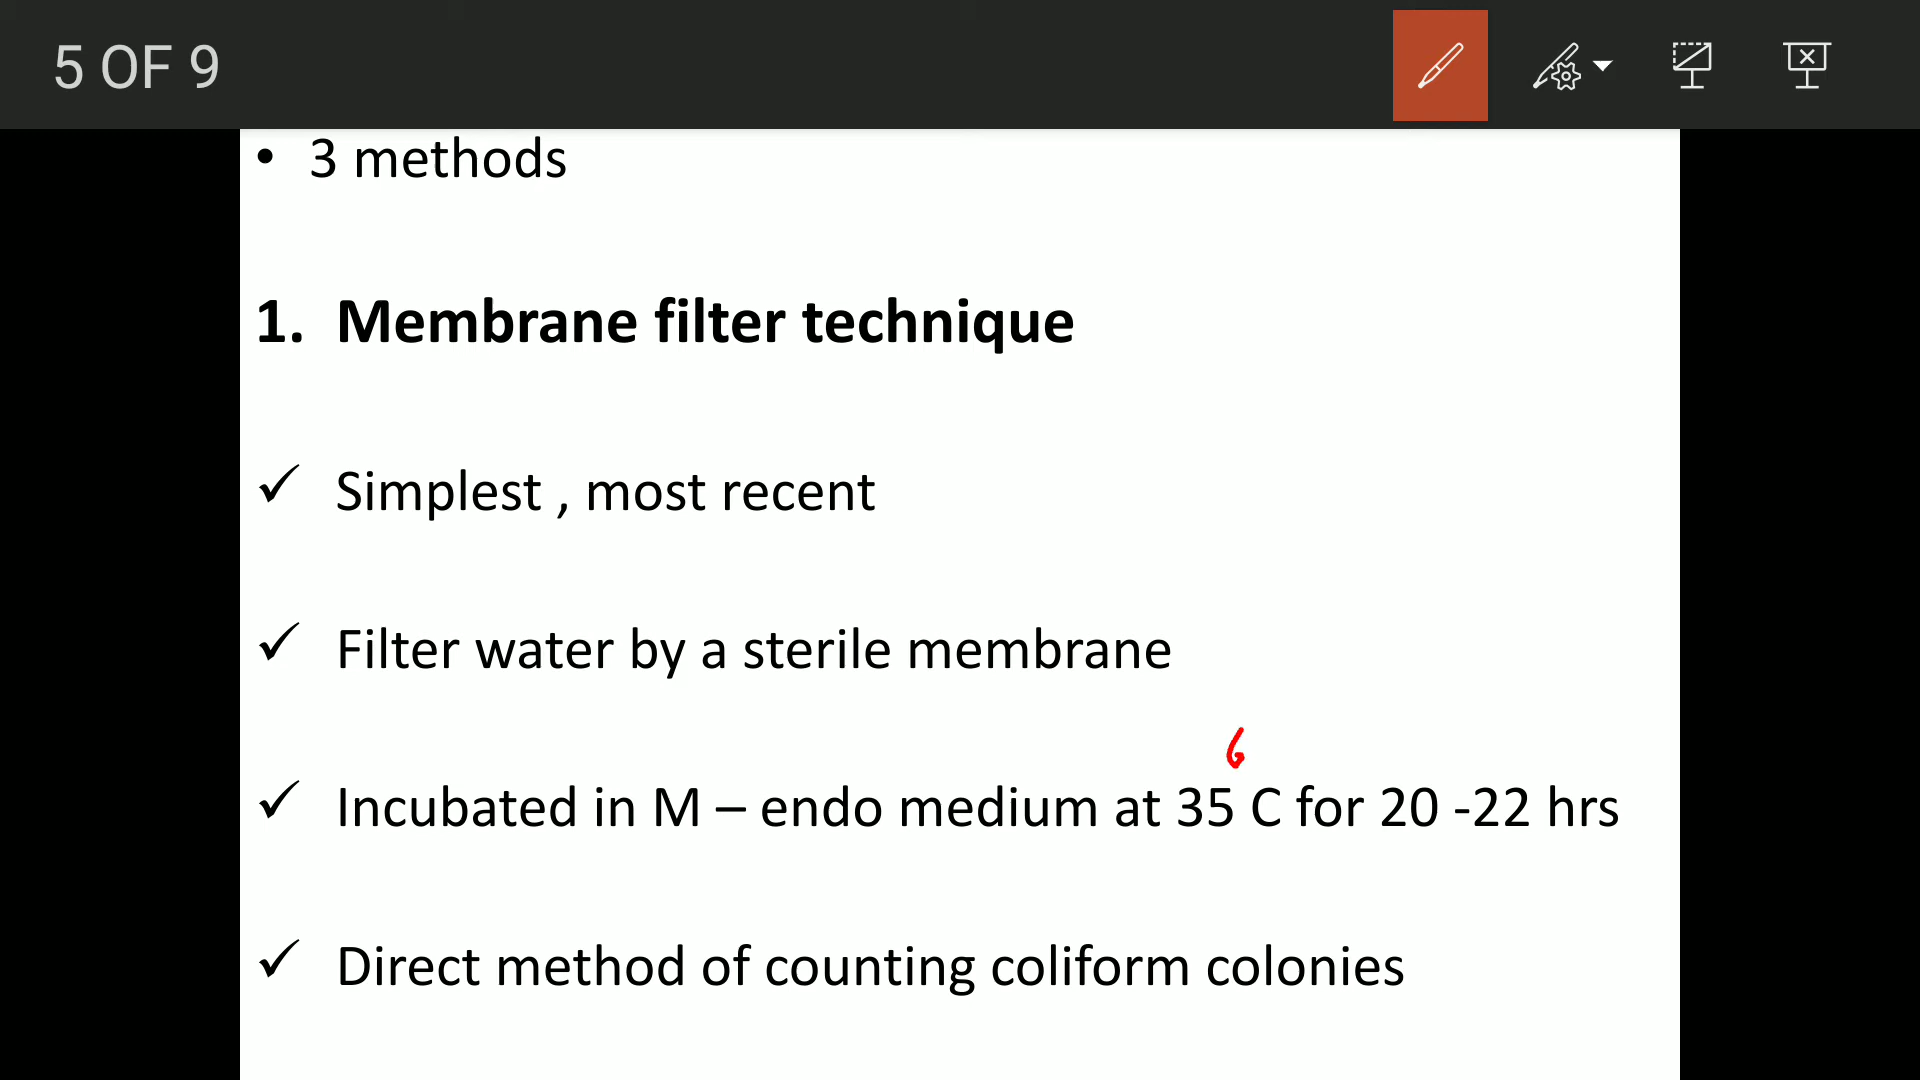 5 OF 9
• 3 methods
1. Membrane filter technique
✓ Simplest , most recent
✓ Filter water by a sterile membrane
✓ Incubated in M – endo medium at 35 C for 20 -22 hrs
✓ Direct method of counting coliform colonies